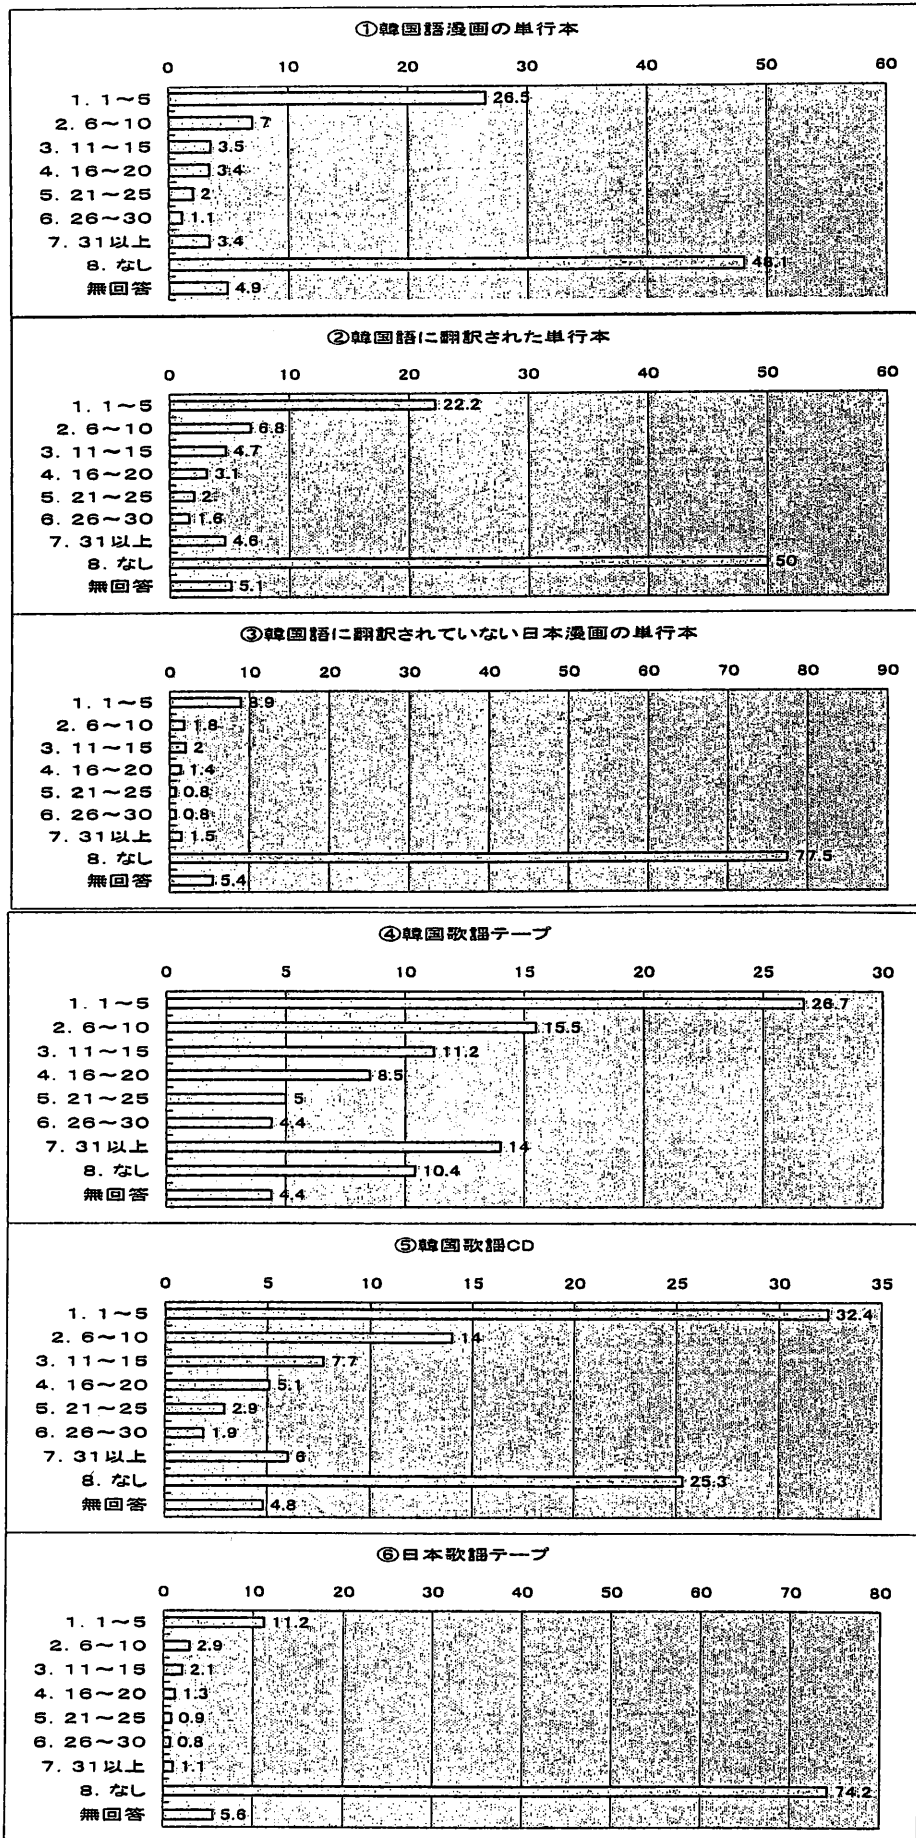 ①韓国語漫画の単行本
0 10 20 30 40 50 60
1. 1～5 26.5
2. 6～10 7
3. 11～15 3.5
4. 16～20 3.4
5. 21～25 2
6. 26～30 1.1
7. 31以上 3.4
8. なし 48.1
無回答 4.9
②韓国語に翻訳された単行本
0 10 20 30 40 50 60
1. 1～5 22.2
2. 6～10 6.8
3. 11～15 4.7
4. 16～20 3.1
5. 21～25 2
6. 26～30 1.6
7. 31以上 4.6
8. なし 50
無回答 5.1
③韓国語に翻訳されていない日本漫画の単行本
0 10 20 30 40 50 60 70 80 90
1. 1～5 8.9
2. 6～10 1.8
3. 11～15 2
4. 16～20 1.4
5. 21～25 0.8
6. 26～30 0.8
7. 31以上 1.5
8. なし 77.5
無回答 5.4
④韓国歌謡テープ
0 5 10 15 20 25 30
1. 1～5 26.7
2. 6～10 15.5
3. 11～15 11.2
4. 16～20 8.5
5. 21～25 5
6. 26～30 4.4
7. 31以上 14
8. なし 10.4
無回答 4.4
⑤韓国歌謡CD
0 5 10 15 20 25 30 35
1. 1～5 32.4
2. 6～10 14
3. 11～15 7.7
4. 16～20 5.1
5. 21～25 2.9
6. 26～30 1.9
7. 31以上 6
8. なし 25.3
無回答 4.8
⑥日本歌謡テープ
0 10 20 30 40 50 60 70 80
1. 1～5 11.2
2. 6～10 2.9
3. 11～15 2.1
4. 16～20 1.3
5. 21～25 0.9
6. 26～30 0.8
7. 31以上 1.1
8. なし 74.2
無回答 5.6